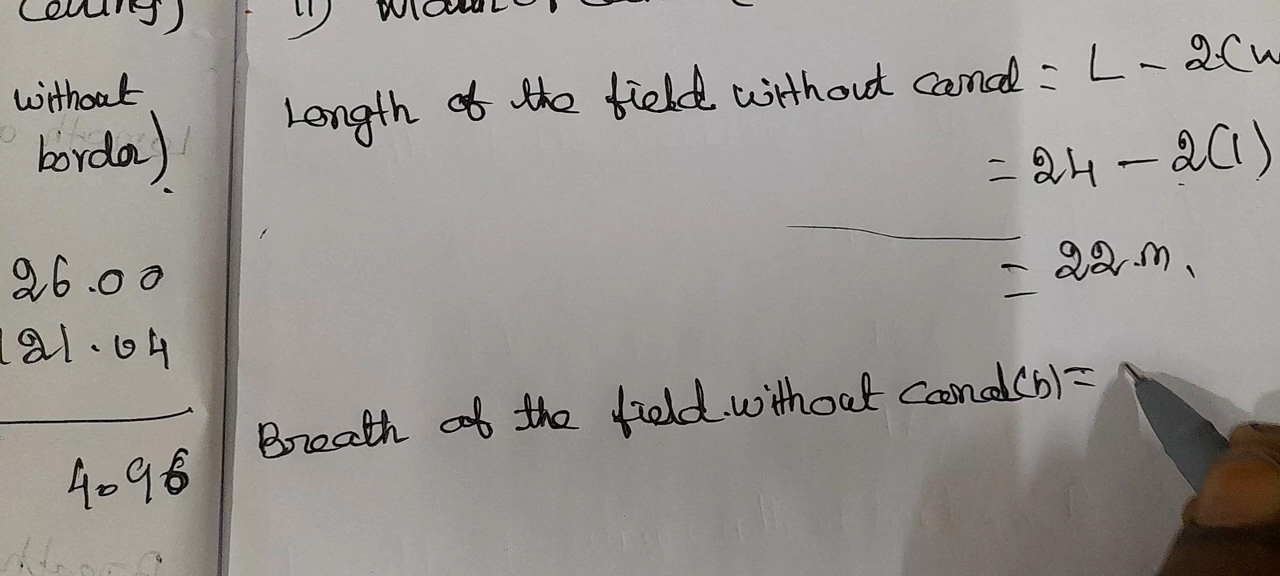 without
border).
26.00
121.04
4.96
Length of the field without canal = L - 2(w
= 24 - 2(1)
= 22.m.
Breath of the field.without canal(b) =